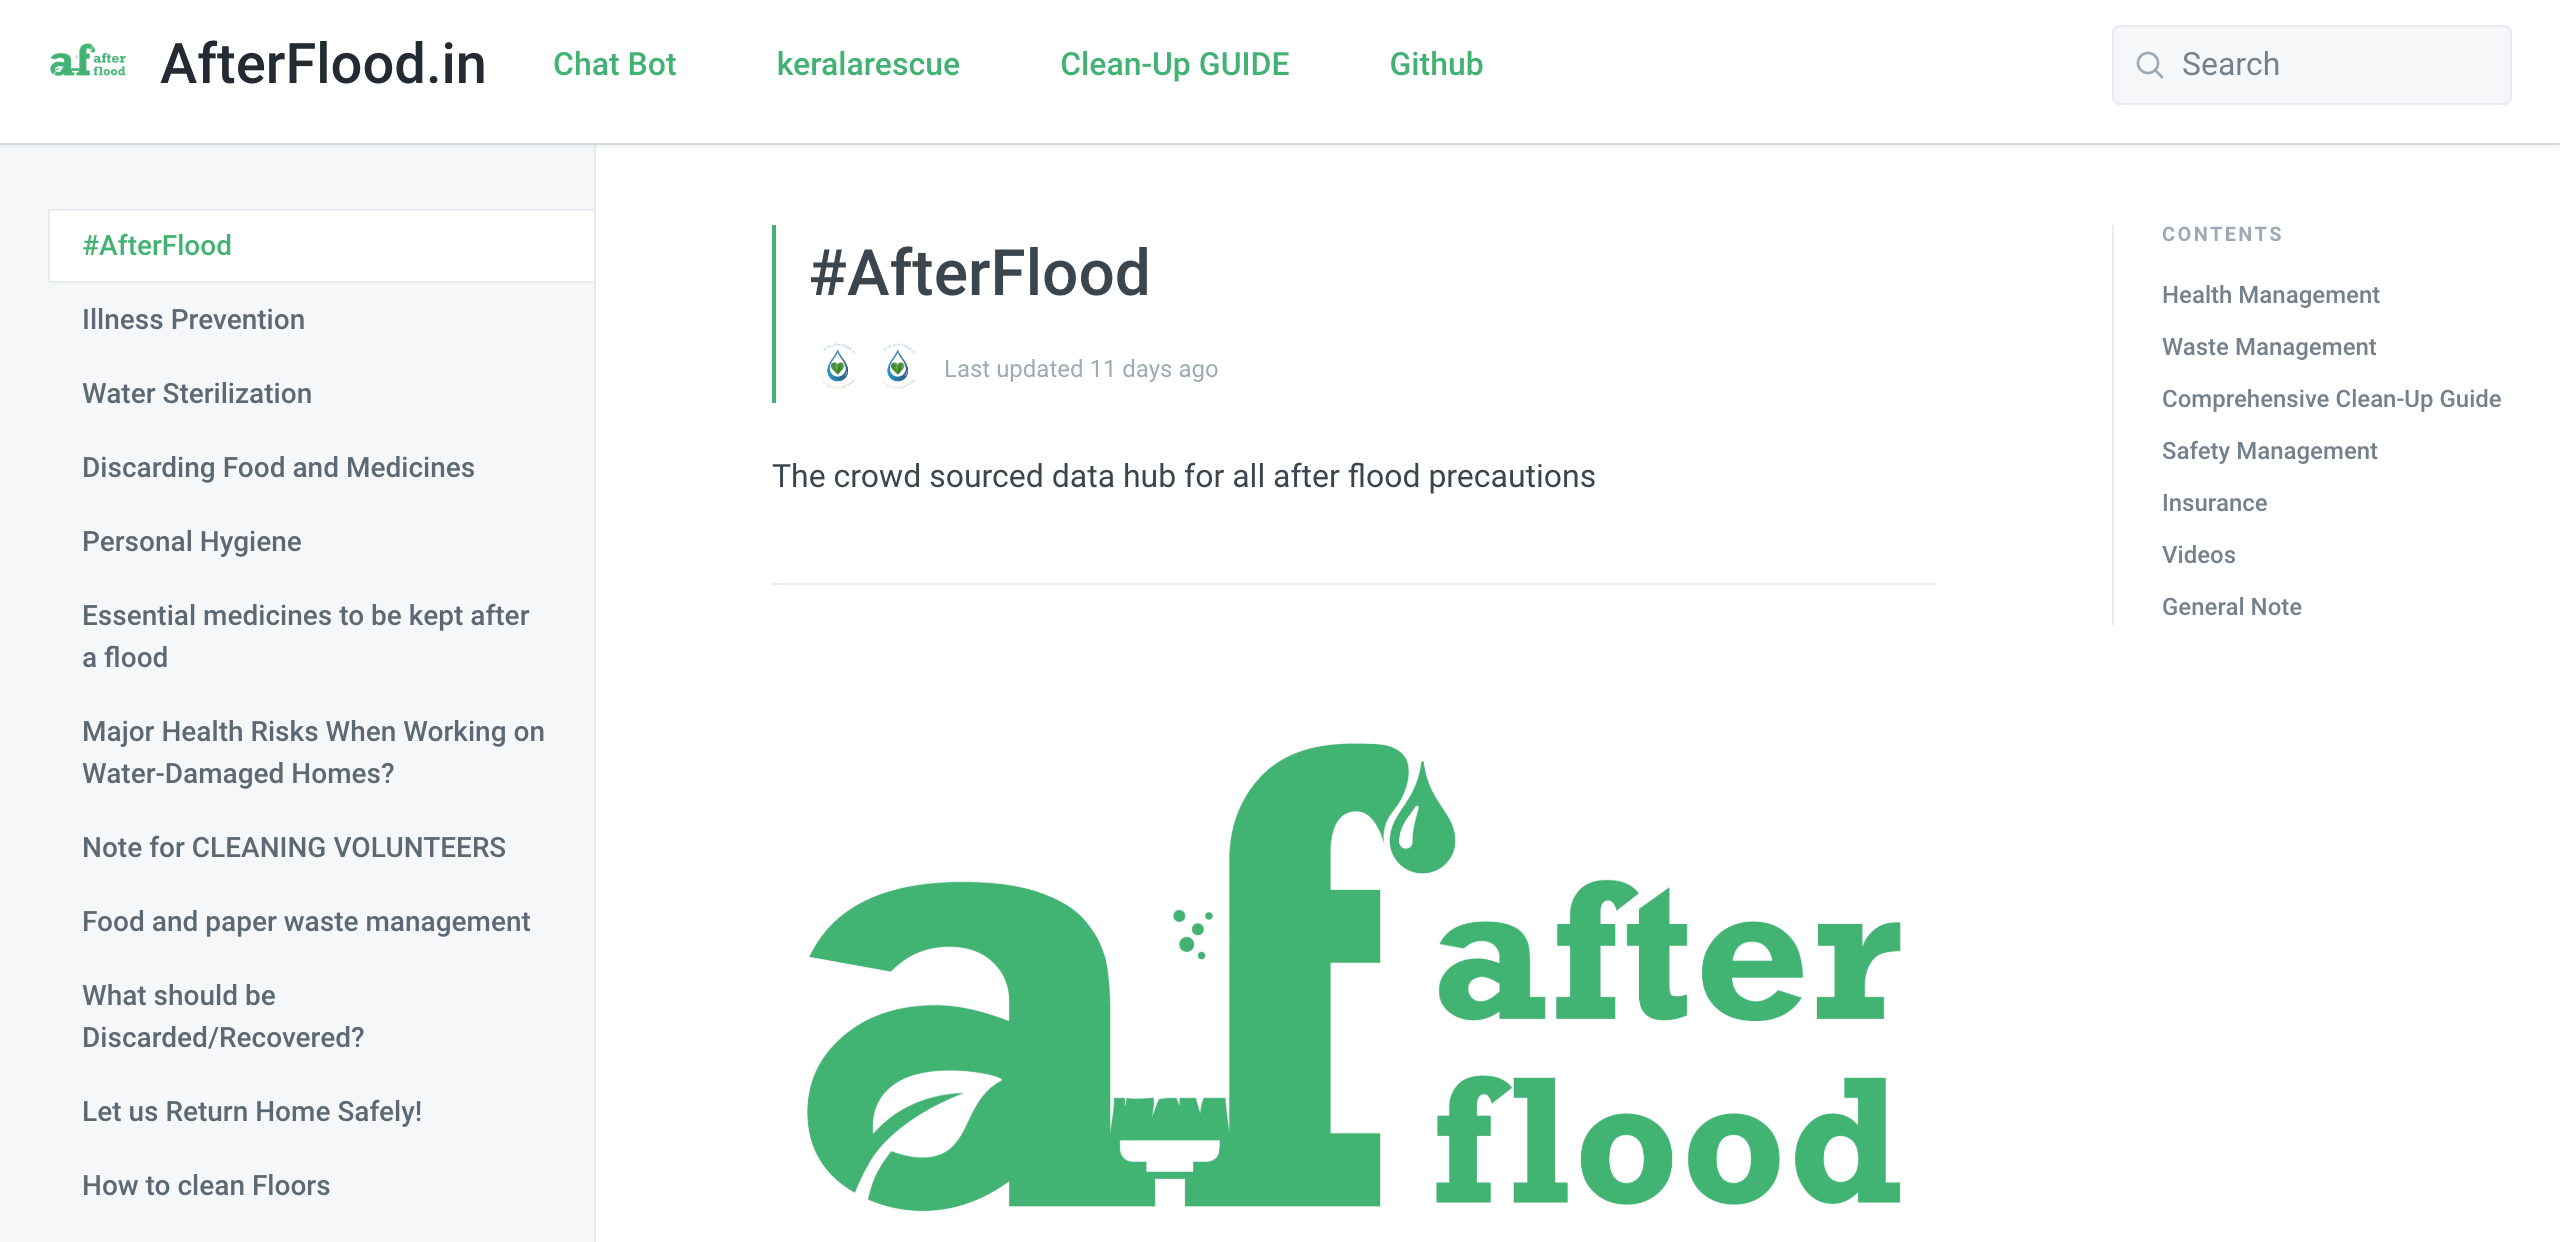 after
flood
AfterFlood.in
Chat Bot
keralarescue
Clean-Up GUIDE
Github
Search
#AfterFlood
Illness Prevention
Water Sterilization
Discarding Food and Medicines
Personal Hygiene
Essential medicines to be kept after
a flood
Major Health Risks When Working on
Water-Damaged Homes?
Note for CLEANING VOLUNTEERS
Food and paper waste management
What should be
Discarded/Recovered?
Let us Return Home Safely!
How to clean Floors
#AfterFlood
Last updated 11 days ago
The crowd sourced data hub for all after flood precautions
af after
flood
CONTENTS
Health Management
Waste Management
Comprehensive Clean-Up Guide
Safety Management
Insurance
Videos
General Note